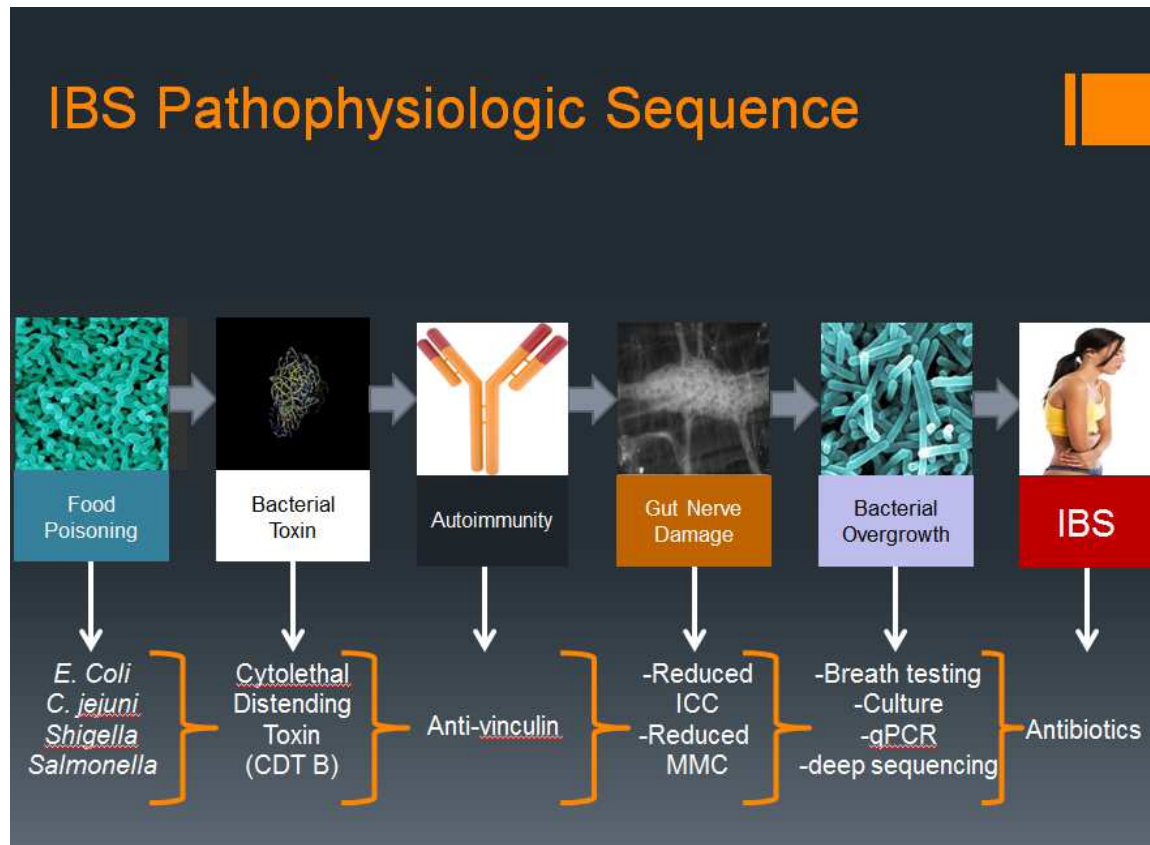 IBS Pathophysiologic Sequence
Food
Poisoning
Bacterial
Toxin
Autoimmunity
Gut Nerve
Damage
Bacterial
Overgrowth
IBS
E. Coli
C. jejuni
Shigella
Salmonella
Cytolethal
Distending
Toxin
(CDT B)
Anti-vinculin
-Reduced
ICC
-Reduced
MMC
-Breath testing
-Culture
-qPCR
-deep sequencing
Antibiotics